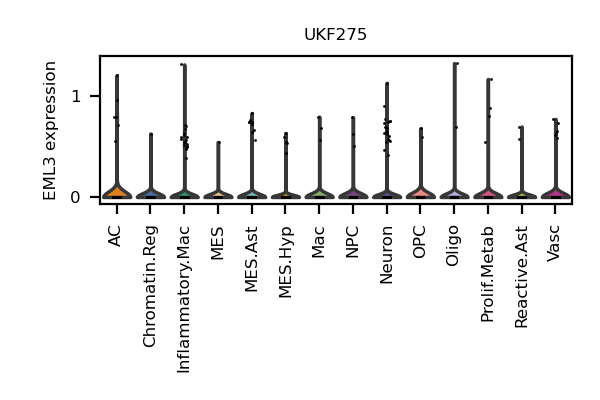 UKF275
EML3 expression
1
0
AC
Chromatin.Reg
Inflammatory.Mac
MES
MES.Ast
MES.Hyp
Mac
NPC
Neuron
OPC
Oligo
Prolif.Metab
Reactive.Ast
Vasc